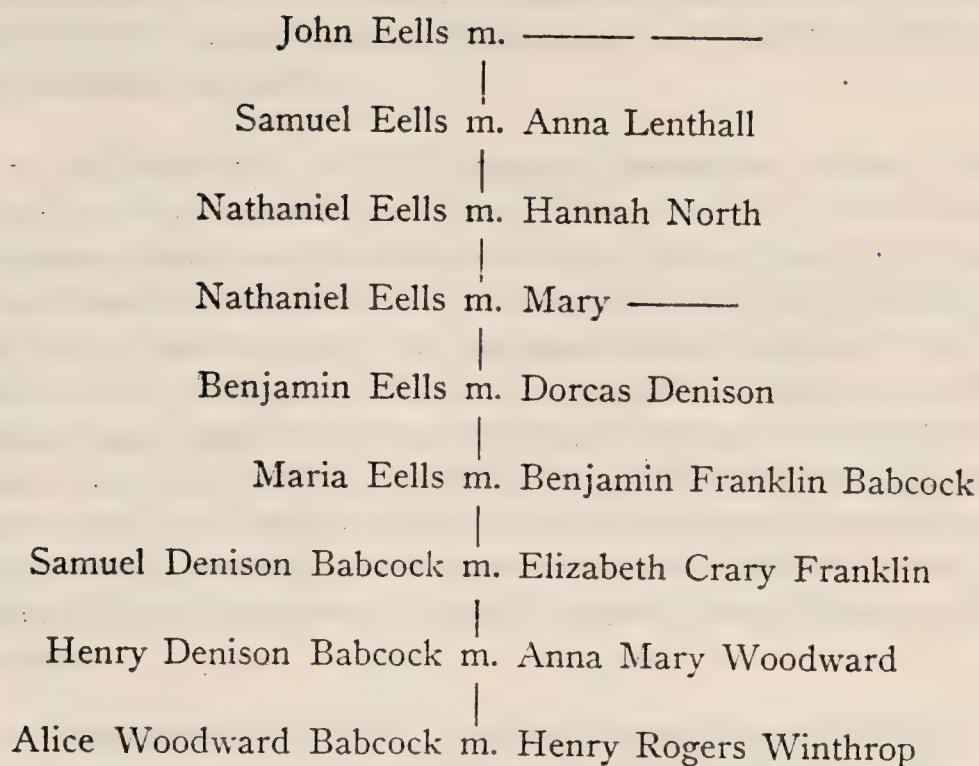 John Eells m. ——— ———
Samuel Eells m. Anna Lenthall
Nathaniel Eells m. Hannah North
Nathaniel Eells m. Mary ———
Benjamin Eells m. Dorcas Denison
Maria Eells m. Benjamin Franklin Babcock
Samuel Denison Babcock m. Elizabeth Crary Franklin
Henry Denison Babcock m. Anna Mary Woodward
Alice Woodward Babcock m. Henry Rogers Winthrop